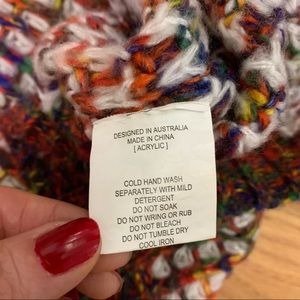 DESIGNED IN AUSTRALIA
MADE IN CHINA
[ ACRYLIC ]
COLD HAND WASH
SEPARATELY WITH MILD
DETERGENT
DO NOT SOAK
DO NOT WRING OR RUB
DO NOT BLEACH
DO NOT TUMBLE DRY
COOL IRON